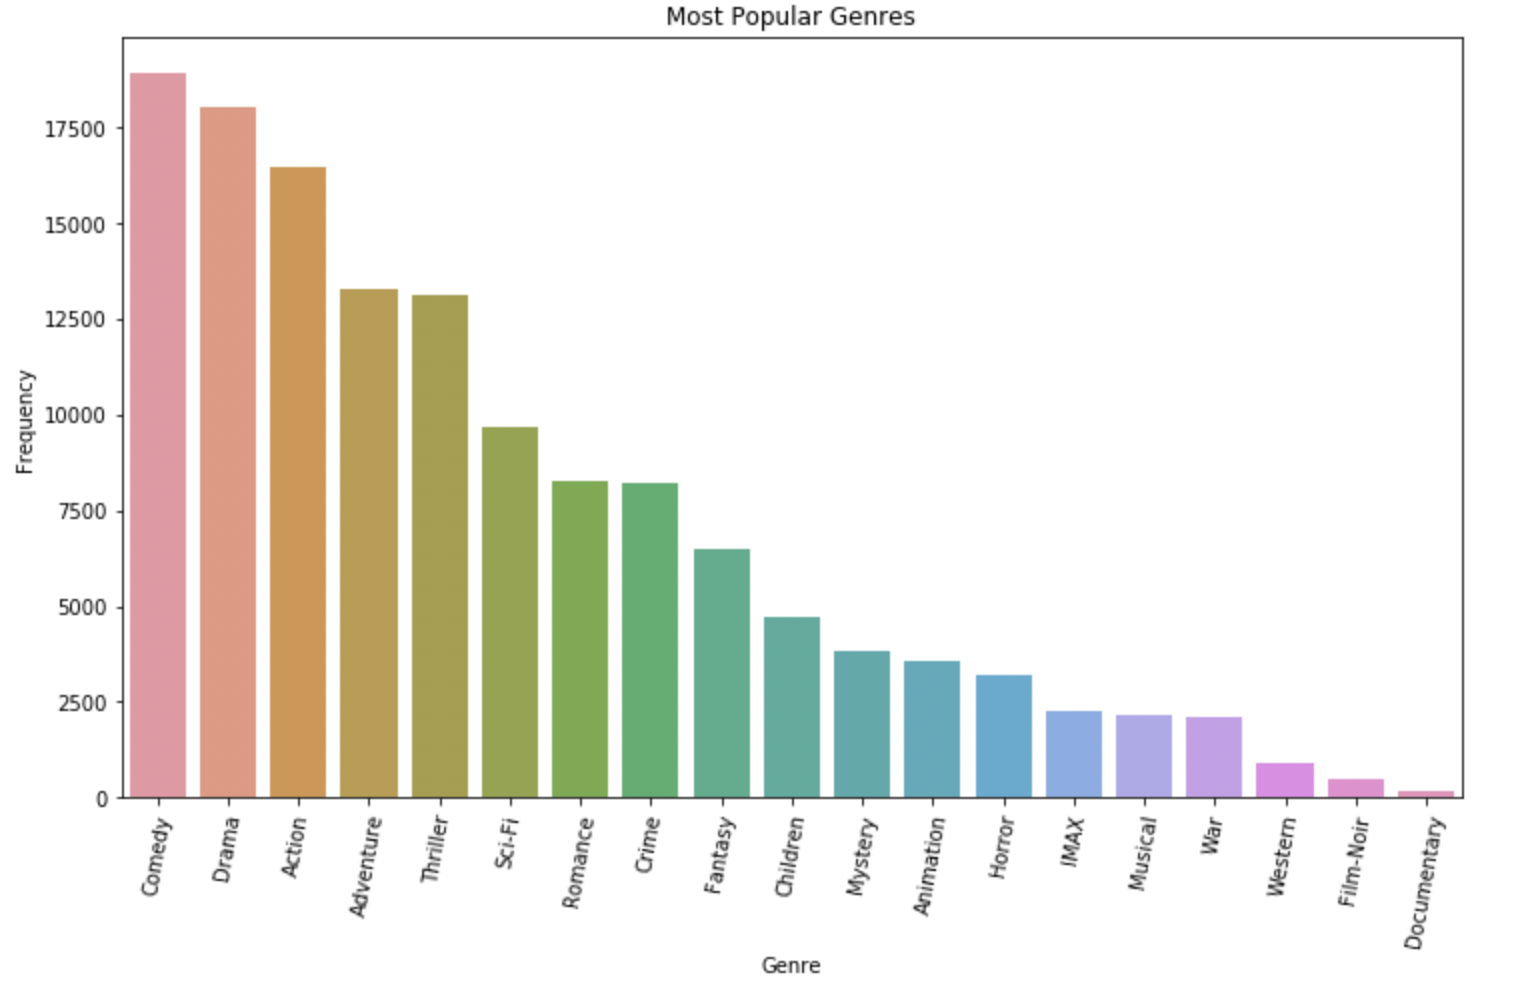 Most Popular Genres
17500
15000
12500
10000
7500
5000
2500
0
Frequency
Comedy
Drama
Action
Adventure
Thriller
Sci-Fi
Romance
Crime
Fantasy
Children
Mystery
Animation
Horror
IMAX
Musical
War
Western
Film-Noir
Documentary
Genre